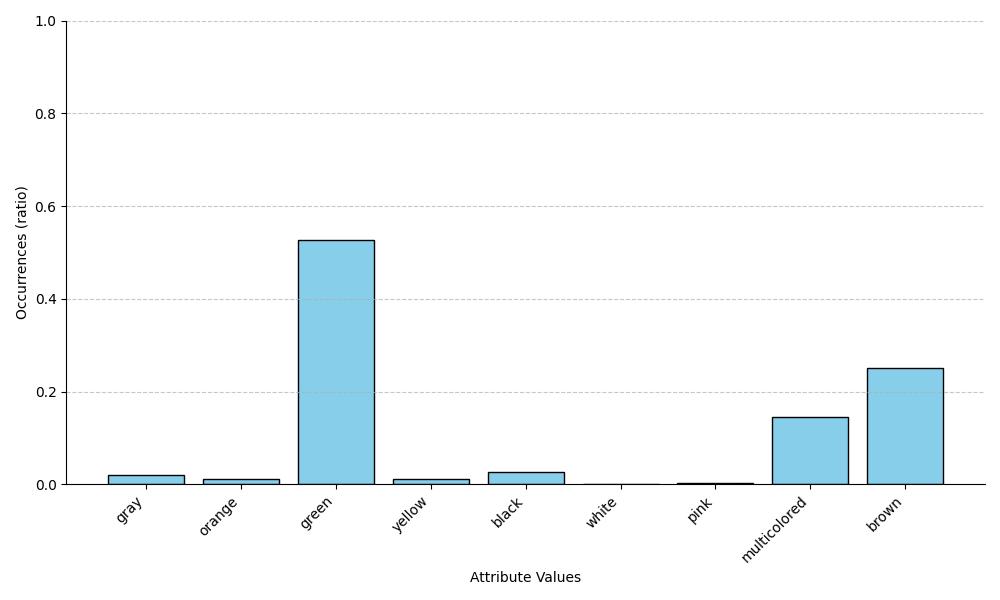 1.0
0.8
0.6
0.4
0.2
0.0
Occurrences (ratio)
gray
orange
green
yellow
black
white
pink
multicolored
brown
Attribute Values